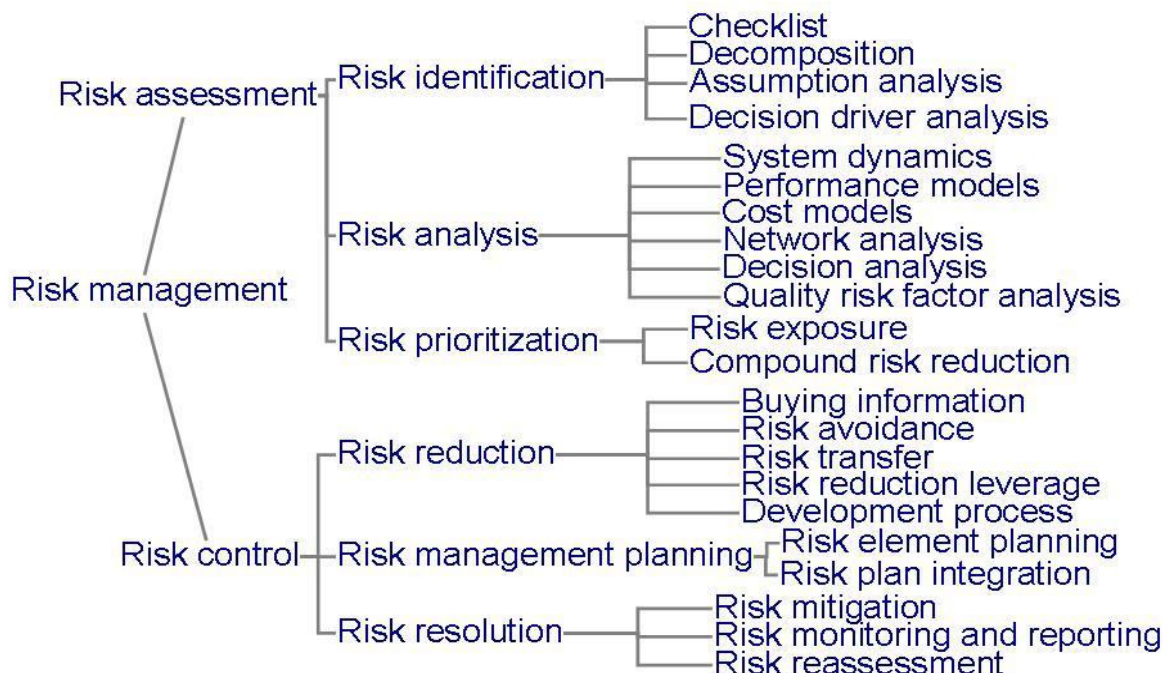 Checklist
Decomposition
Risk identification
Assumption analysis
Risk assessment
Decision driver analysis
System dynamics
Performance models
Cost models
Risk analysis
Network analysis
Decision analysis
Risk management
Quality risk factor analysis
Risk exposure
Risk prioritization
Compound risk reduction
Buying information
Risk avoidance
Risk reduction
Risk transfer
Risk reduction leverage
Development process
Risk element planning
Risk control
Risk management planning
Risk plan integration
Risk mitigation
Risk resolution
Risk monitoring and reporting
Risk reassessment